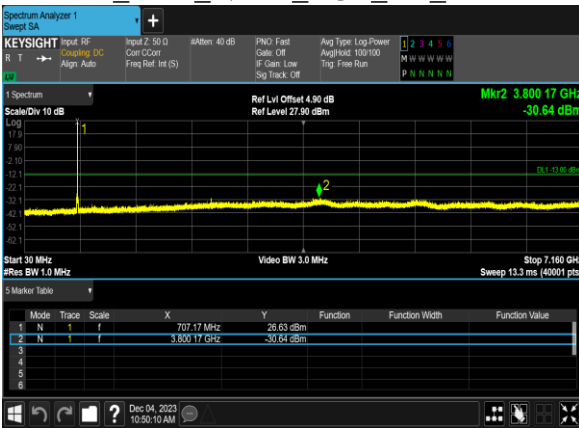 Spectrum Analyzer 1
Swept SA
+
KEYSIGHT Input: RF Input Z: 50 Ω #Atten: 40 dB PNO: Fast Avg Type: Log-Power 1 2 3 4 5 6
R T Coupling: DC Corr CCorr Gate: Off Avg|Hold: 100/100 M W W W W W
Align: Auto Freq Ref: Int (S) IF Gain: Low Trig: Free Run P N N N N N
Sig Track: Off
LV
1 Spectrum Ref Lvl Offset 4.90 dB Mkr2 3.800 17 GHz
Scale/Div 10 dB Ref Level 27.90 dBm -30.64 dBm
Log
17.9 1
7.90
-2.10
-12.1 DL1 -13.00 dBm
-22.1 2
-32.1
-42.1
-52.1
-62.1
Start 30 MHz Video BW 3.0 MHz Stop 7.160 GHz
#Res BW 1.0 MHz Sweep 13.3 ms (40001 pts)
5 Marker Table
Mode Trace Scale X Y Function Function Width Function Value
1 N 1 f 707.17 MHz 26.63 dBm
2 N 1 f 3.800 17 GHz -30.64 dBm
3
4
5
6
? Dec 04, 2023
10:50:10 AM